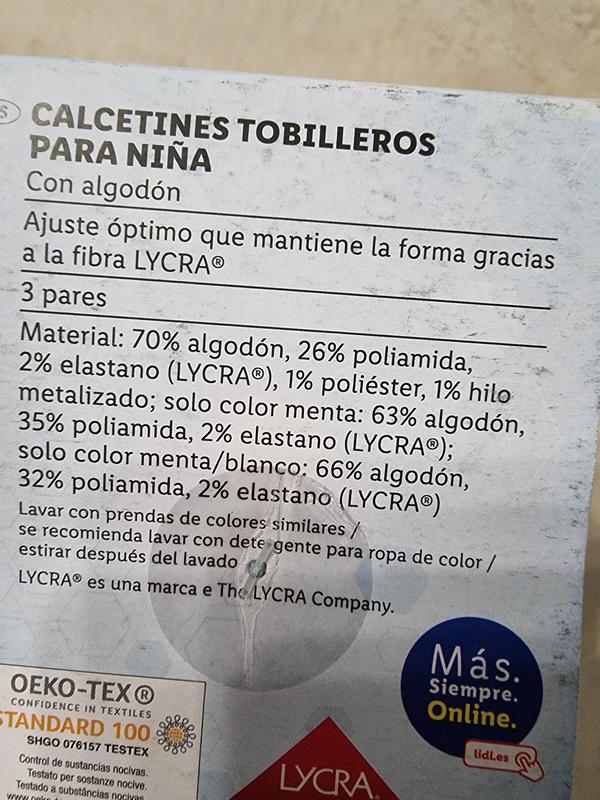 CALCETINES TOBILLEROS
PARA NIÑA
Con algodón
Ajuste óptimo que mantiene la forma gracias
a la fibra LYCRA®
3 pares
Material: 70% algodón, 26% poliamida,
2% elastano (LYCRA®), 1% poliéster, 1% hilo
metalizado; solo color menta: 63% algodón,
35% poliamida, 2% elastano (LYCRA®);
solo color menta/blanco: 66% algodón,
32% poliamida, 2% elastano (LYCRA®)
Lavar con prendas de colores similares /
se recomienda lavar con dete gente para ropa de color /
estirar después del lavado
LYCRA® es una marca e The LYCRA Company.
Más.
Siempre.
Online.
lidl.es
OEKO-TEX®
CONFIDENCE IN TEXTILES
STANDARD 100
SHGO 076157 TESTEX
Control de sustancias nocivas.
Testato per sostanze nocive.
Testado a substâncias nocivas
LYCRA